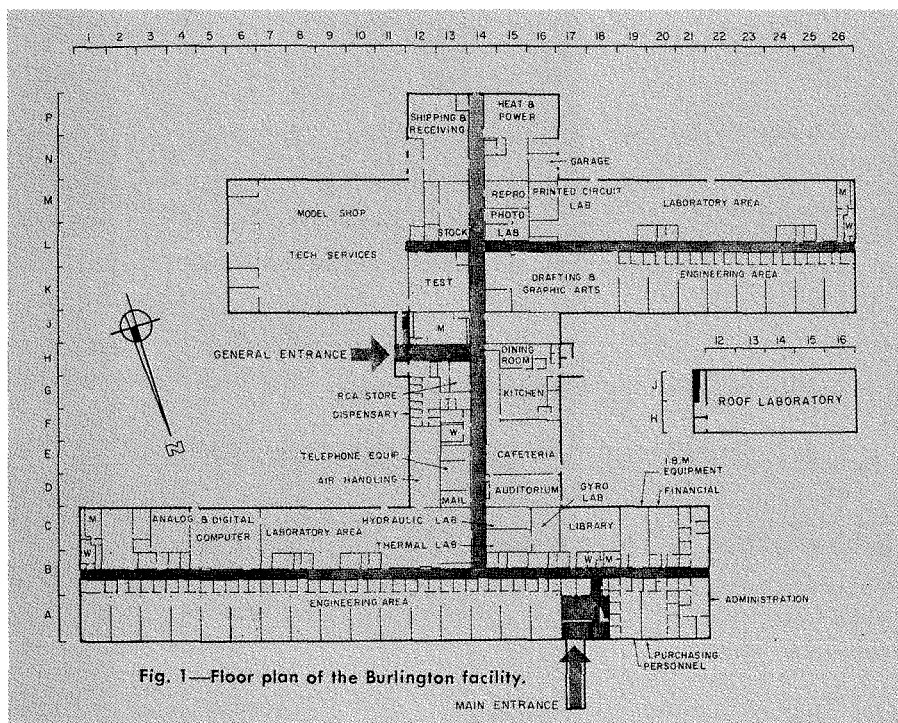 1 2 3 4 5 6 7 8 9 10 11 12 13 14 15 16 17 18 19 20 21 22 23 24 25 26
P
N
M
L
K
J
H
G
F
E
D
C
B
A
SHIPPING &
RECEIVING
HEAT &
POWER
GARAGE
MODEL SHOP
TECH SERVICES
STOCK
REPRO
PHOTO
LAB
PRINTED CIRCUIT
LAB
LABORATORY AREA
M
W
TEST
DRAFTING &
GRAPHIC ARTS
ENGINEERING AREA
M
GENERAL ENTRANCE
DINING
ROOM
RCA STORE
KITCHEN
DISPENSARY
W
TELEPHONE EQUIP
CAFETERIA
AIR HANDLING
MAIL
AUDITORIUM
GYRO
LAB
I.B.M
EQUIPMENT
FINANCIAL
12 13 14 15 16
J
H
ROOF LABORATORY
N
M
W
ANALOG & DIGITAL
COMPUTER
LABORATORY AREA
HYDRAULIC LAB
THERMAL LAB
LIBRARY
W M
ENGINEERING AREA
ADMINISTRATION
PURCHASING
PERSONNEL
Fig. 1—Floor plan of the Burlington facility.
MAIN ENTRANCE